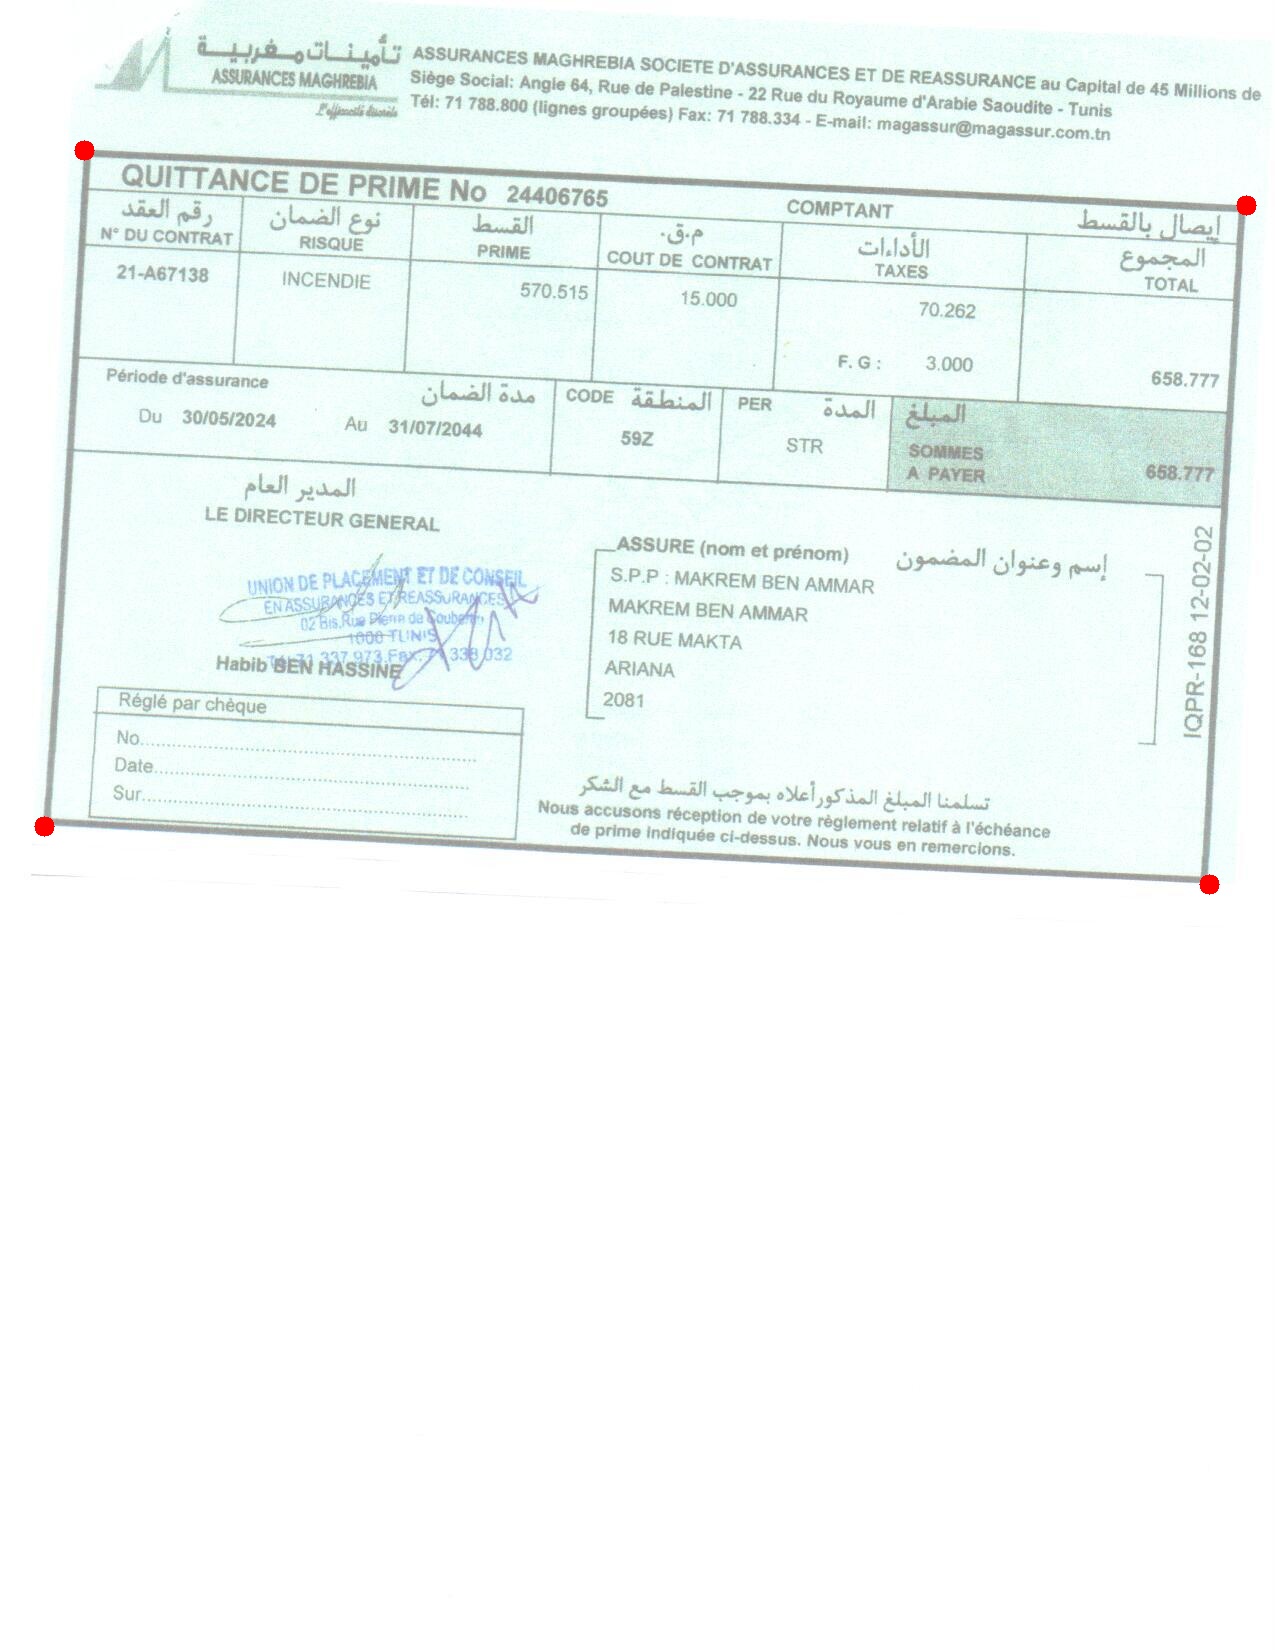 تأمينات مغربية
ASSURANCES MAGHREBIA
L'efficacité décisive
ASSURANCES MAGHREBIA SOCIETE D'ASSURANCES ET DE REASSURANCE au Capital de 45 Millions de
Siège Social: Angle 64, Rue de Palestine - 22 Rue du Royaume d'Arabie Saoudite - Tunis
Tél: 71 788.800 (lignes groupées) Fax: 71 788.334 - E-mail: magassur@magassur.com.tn
QUITTANCE DE PRIME No 24406765 COMPTANT إيصال بالقسط
رقم العقد نوع الضمان القسط م.ق. الأداءات المجموع
N° DU CONTRAT RISQUE PRIME COUT DE CONTRAT TAXES TOTAL
21-A67138 INCENDIE 570.515 15.000 70.262
F. G : 3.000 658.777
Période d'assurance مدة الضمان CODE المنطقة PER المدة المبلغ
Du 30/05/2024 Au 31/07/2044 59Z STR SOMMES
A PAYER 658.777
المدير العام
LE DIRECTEUR GENERAL
UNION DE PLACEMENT ET DE CONSEIL
EN ASSURANCES ET REASSURANCES
02 Bis, Rue Pierre de Coubertin
1000 TUNIS
71 337 973 Fax: 71 338 032
Habib BEN HASSINE
ASSURE (nom et prénom) إسم وعنوان المضمون
S.P.P : MAKREM BEN AMMAR
MAKREM BEN AMMAR
18 RUE MAKTA
ARIANA
2081
IQPR-168 12-02-02
Réglé par chèque
No
Date
Sur
تسلمنا المبلغ المذكور أعلاه بموجب القسط مع الشكر
Nous accusons réception de votre règlement relatif à l'échéance
de prime indiquée ci-dessus. Nous vous en remercions.